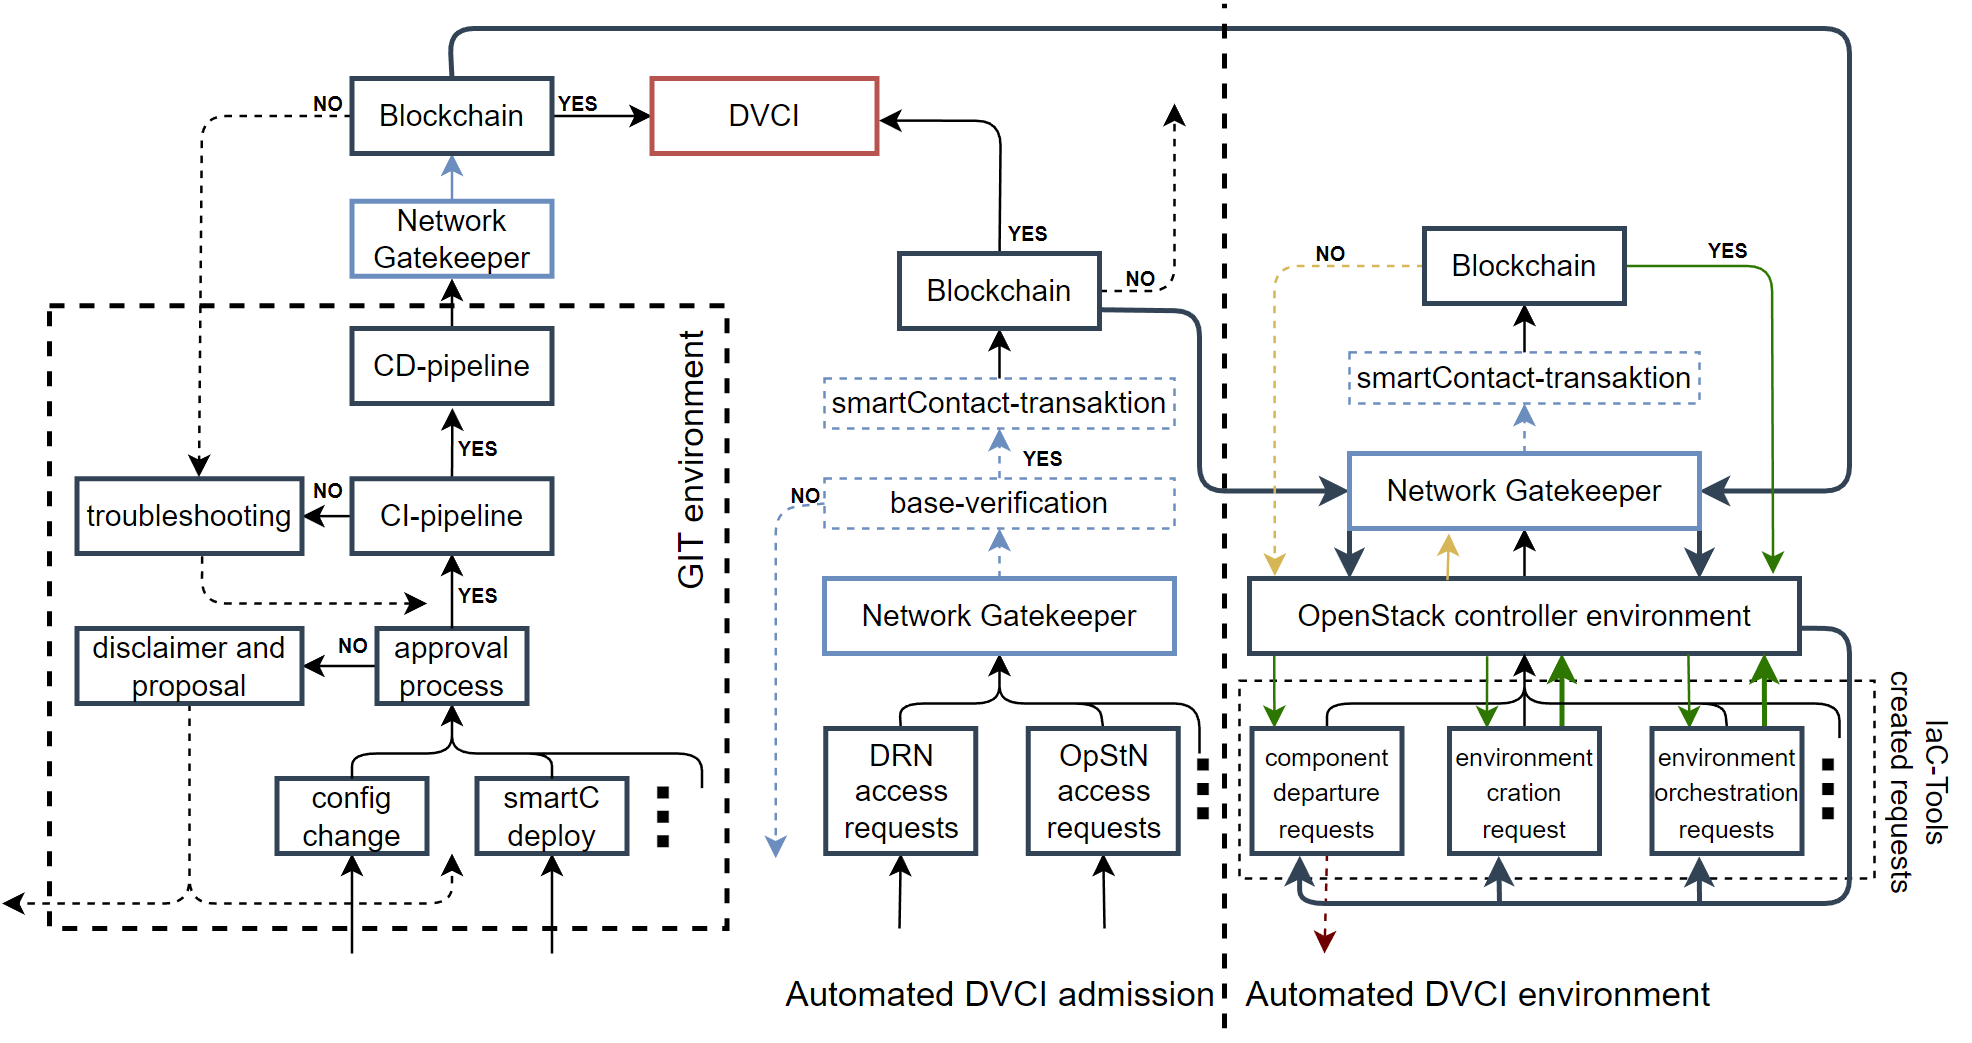 NO
Blockchain
YES
DVCI
Network
Gatekeeper
CD-pipeline
YES
troubleshooting
NO
CI-pipeline
YES
disclaimer and
proposal
NO
approval
process
config
change
smartC
deploy
GIT environment
YES
Blockchain
NO
smartContact-transaktion
YES
NO
base-verification
Network Gatekeeper
DRN
access
requests
OpStN
access
requests
Automated DVCI admission
NO
Blockchain
YES
smartContact-transaktion
Network Gatekeeper
OpenStack controller environment
component
departure
requests
environment
cration
request
environment
orchestration
requests
IaC-Tools
created requests
Automated DVCI environment